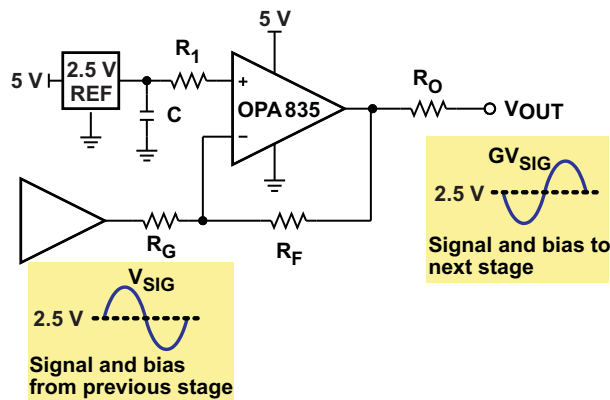 5 V
R1
5 V
2.5 V
REF
C
+
OPA835
−
RO
VOUT
RG
RF
GVSIG
2.5 V
Signal and bias to
next stage
VSIG
2.5 V
Signal and bias
from previous stage